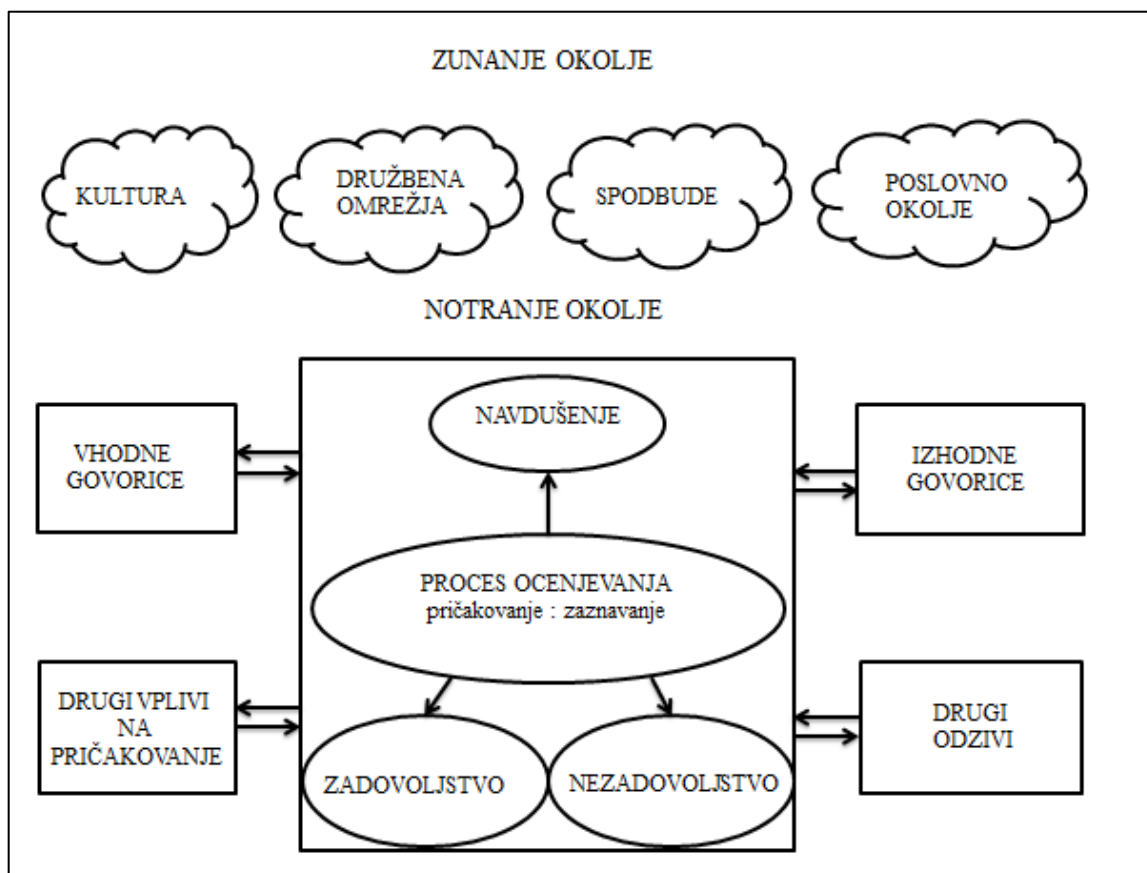 ZUNANJE OKOLJE
KULTURA
DRUŽBENA
OMREŽJA
SPODBUDE
POSLOVNO
OKOLJE
NOTRANJE OKOLJE
NAVDUŠENJE
VHODNE
GOVORICE
IZHODNE
GOVORICE
PROCES OCENJEVANJA
pričakovanje : zaznavanje
DRUGI VPLIVI
NA
PRIČAKOVANJE
DRUGI
ODZIVI
ZADOVOLJSTVO
NEZADOVOLJSTVO